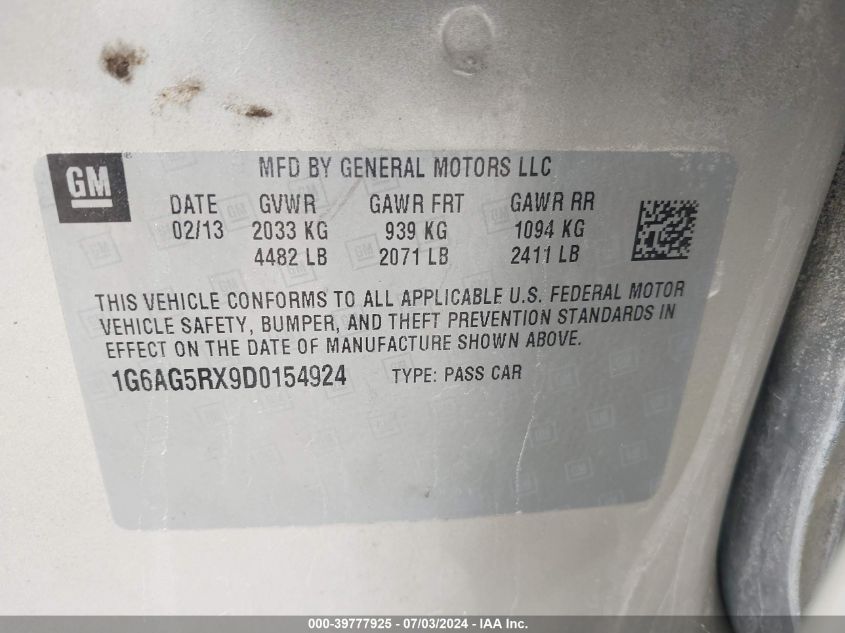 GM
MFD BY GENERAL MOTORS LLC
DATE GVWR GAWR FRT GAWR RR
02/13 2033 KG 939 KG 1094 KG
4482 LB 2071 LB 2411 LB
THIS VEHICLE CONFORMS TO ALL APPLICABLE U.S. FEDERAL MOTOR
VEHICLE SAFETY, BUMPER, AND THEFT PREVENTION STANDARDS IN
EFFECT ON THE DATE OF MANUFACTURE SHOWN ABOVE.
1G6AG5RX9D0154924 TYPE: PASS CAR
000-39777925 - 07/03/2024 - IAA Inc.